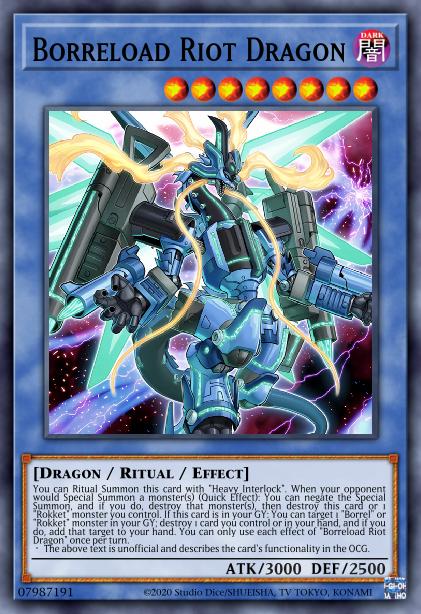 BORRELOAD RIOT DRAGON
DARK
闇
[DRAGON / RITUAL / EFFECT]
You can Ritual Summon this card with "Heavy Interlock". When your opponent
would Special Summon a monster(s) (Quick Effect): You can negate the Special
Summon, and if you do, destroy that monster(s), then destroy this card or 1
"Rokket" monster you control. If this card is in your GY: You can target 1 "Borrel" or
"Rokket" monster in your GY; destroy 1 card you control or in your hand, and if you
do, add that target to your hand. You can only use each effect of "Borreload Riot
Dragon" once per turn.
· The above text is unofficial and describes the card's functionality in the OCG.
ATK/3000 DEF/2500
07987191
©2020 Studio Dice/SHUEISHA, TV TOKYO, KONAMI